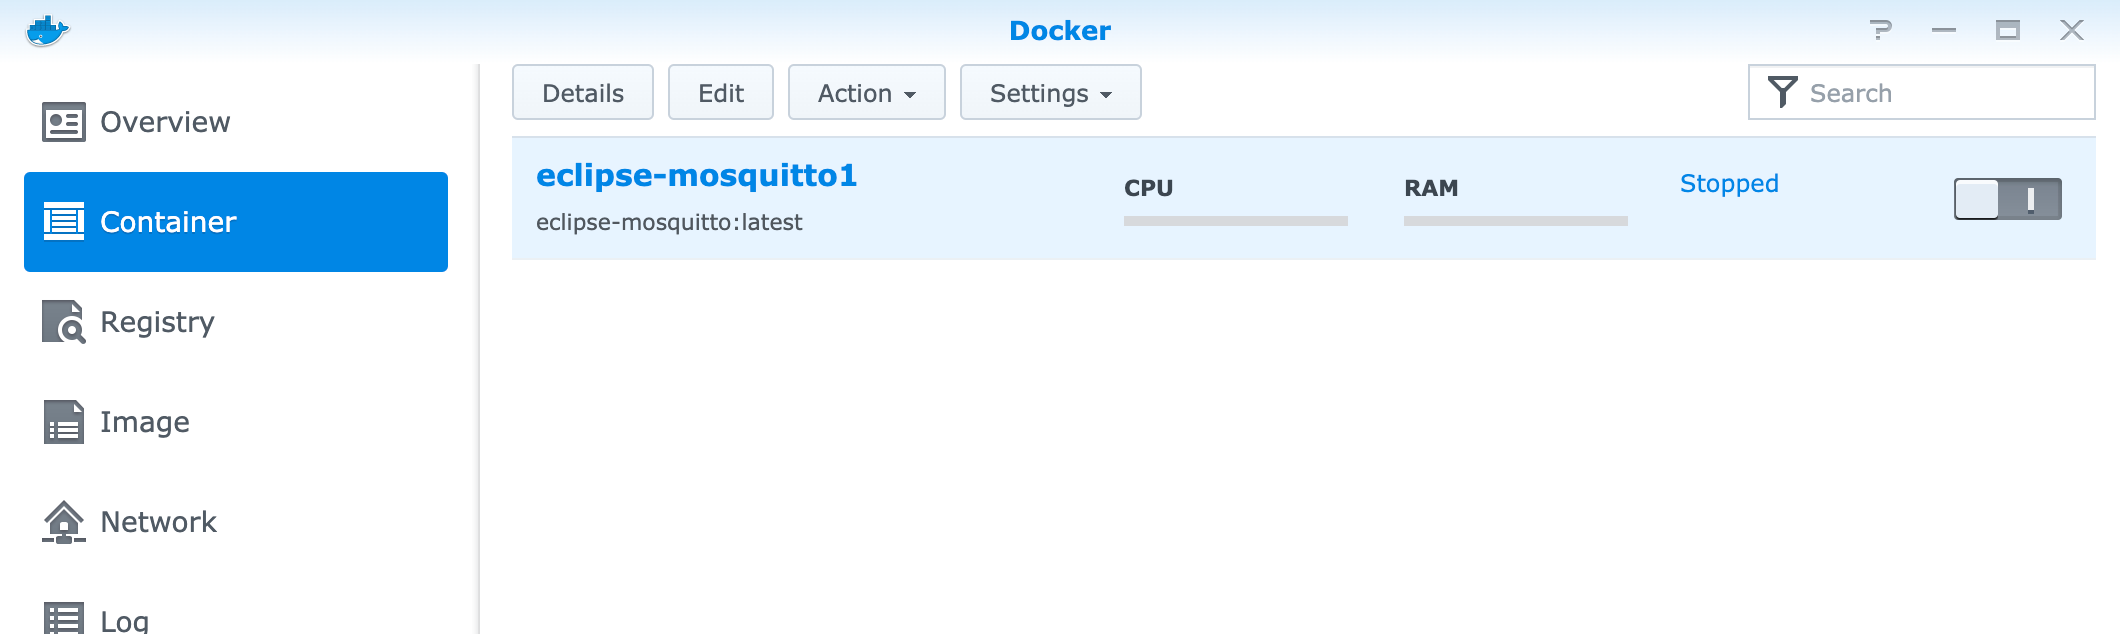 Docker
Overview
Container
Registry
Image
Network
Log
Details Edit Action Settings Search
eclipse-mosquitto1
eclipse-mosquitto:latest
CPU RAM Stopped